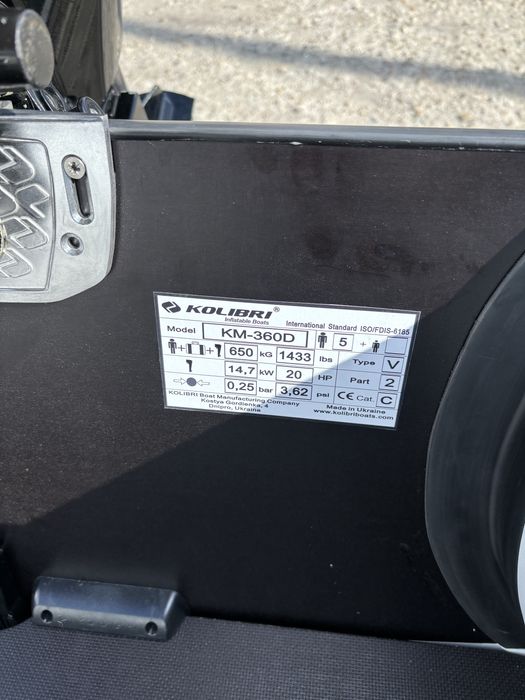 KOLIBRI®
Inflatable Boats
International Standard ISO/FDIS-6185
Model KM-360D 5 +
+ + 650 kG 1433 lbs Type V
14,7 kW 20 HP Part 2
0,25 bar 3,62 psi CE Cat. C
KOLIBRI Boat Manufacturing Company
Kostya Gordienka, 4
Dnipro, Ukraine
Made in Ukraine
www.kolibriboats.com